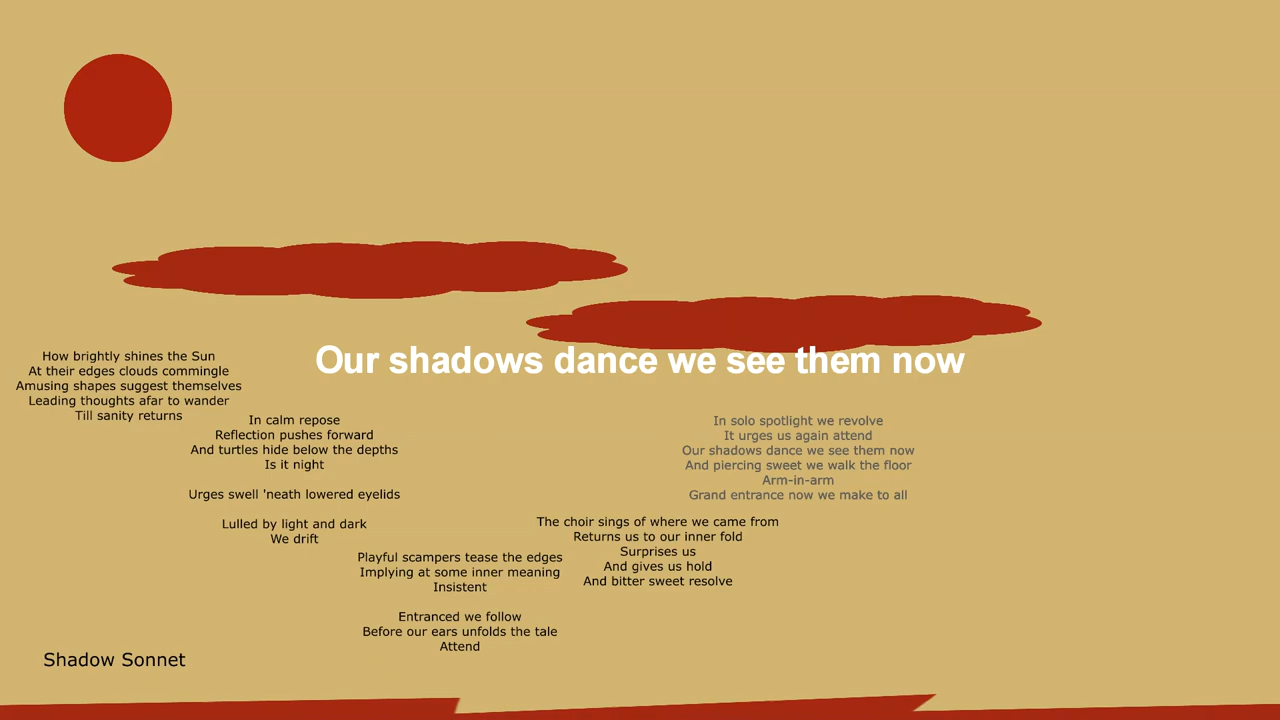 Our shadows dance we see them now
How brightly shines the Sun
At their edges clouds commingle
Amusing shapes suggest themselves
Leading thoughts afar to wander
Till sanity returns
In calm repose
Reflection pushes forward
And turtles hide below the depths
Is it night
Urges swell 'neath lowered eyelids
Lulled by light and dark
We drift
Playful scampers tease the edges
Implying at some inner meaning
Insistent
Entranced we follow
Before our ears unfolds the tale
Attend
The choir sings of where we came from
Returns us to our inner fold
Surprises us
And gives us hold
And bitter sweet resolve
In solo spotlight we revolve
It urges us again attend
Our shadows dance we see them now
And piercing sweet we walk the floor
Arm-in-arm
Grand entrance now we make to all
Shadow Sonnet